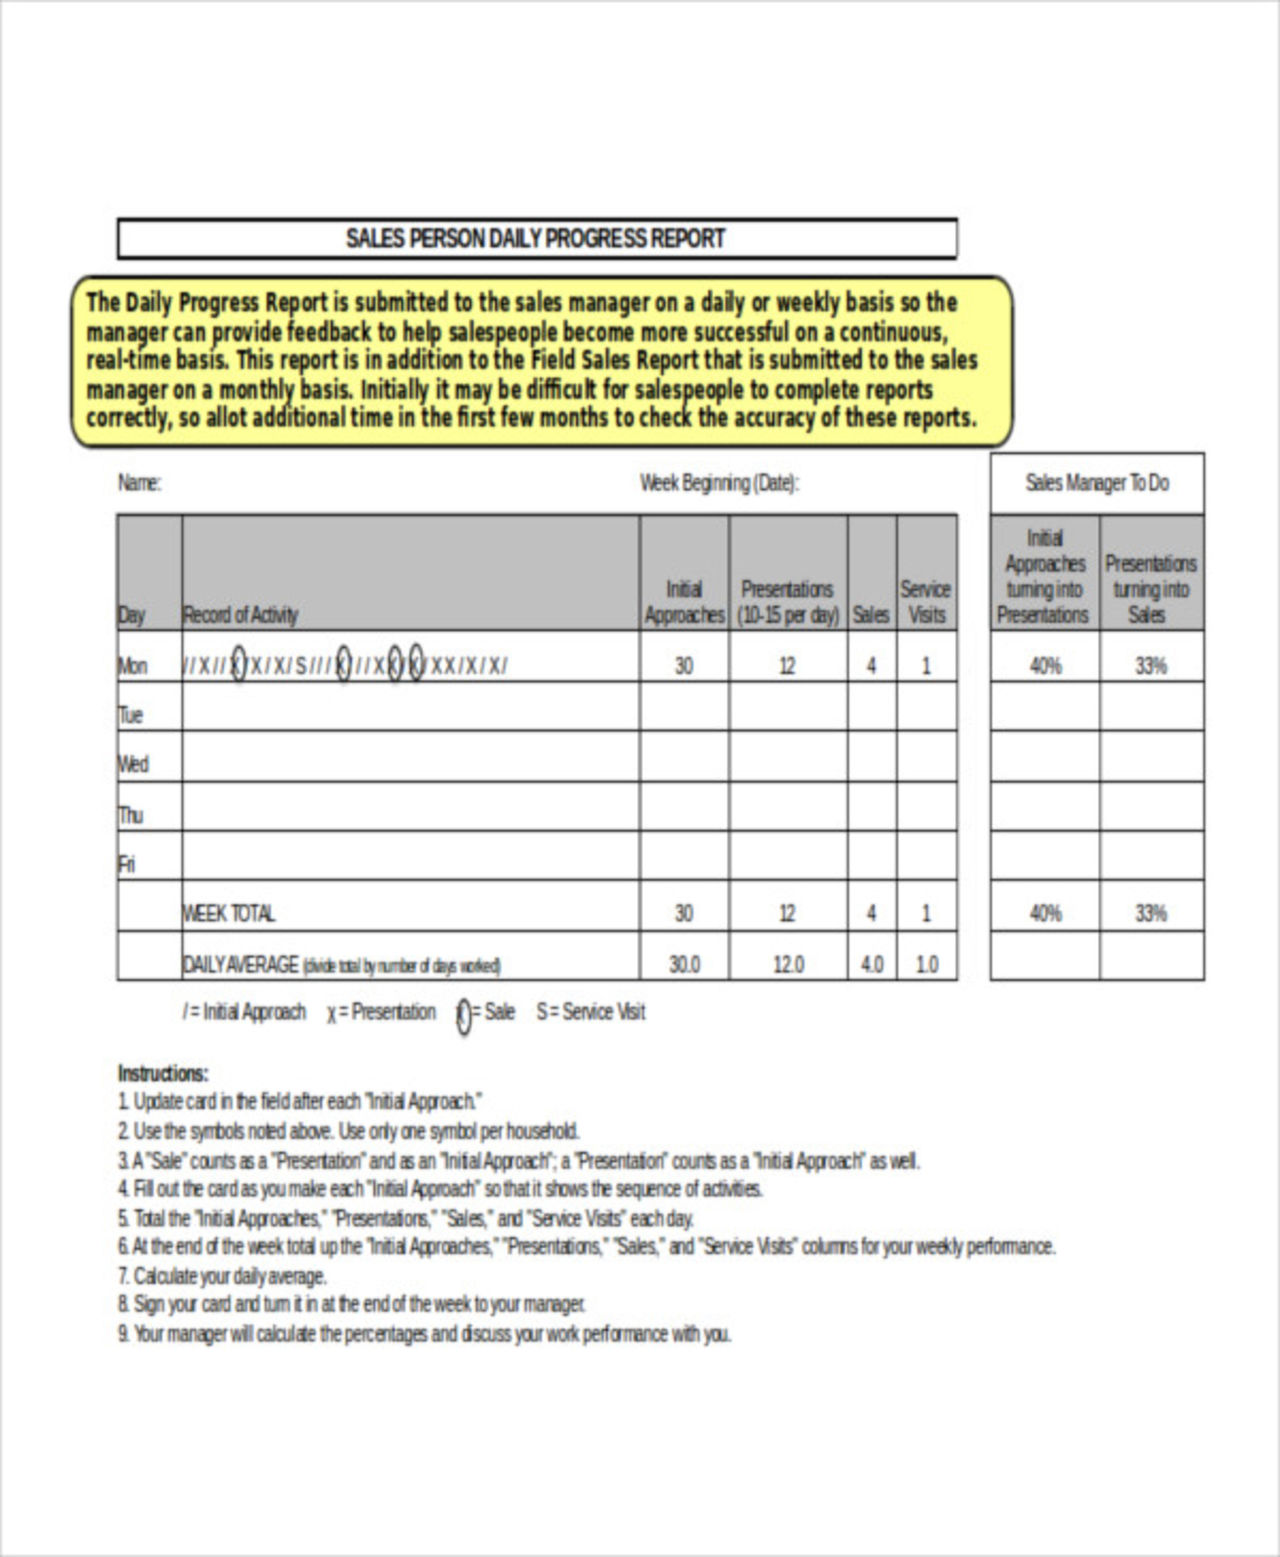 SALES PERSON DAILY PROGRESS REPORT
The Daily Progress Report is submitted to the sales manager on a daily or weekly basis so the
manager can provide feedback to help salespeople become more successful on a continuous,
real-time basis. This report is in addition to the Field Sales Report that is submitted to the sales
manager on a monthly basis. Initially it may be difficult for salespeople to complete reports
correctly, so allot additional time in the first few months to check the accuracy of these reports.
Name: Week Beginning (Date): Sales Manager To Do
Day Record of Activity Initial Approaches Presentations (10-15 per day) Sales Service Visits Initial Approaches turning into Presentations Presentations turning into Sales
Mon / / X / / X / X / X / S / / / X / / / X X / X / X X / X / X / 30 12 4 1 40% 33%
Tue
Wed
Thu
Fri
WEEK TOTAL 30 12 4 1 40% 33%
DAILY AVERAGE (divide total by number of days worked) 30.0 12.0 4.0 1.0
/ = Initial Approach x = Presentation x = Sale S = Service Visit
Instructions:
1. Update card in the field after each "Initial Approach."
2. Use the symbols noted above. Use only one symbol per household.
3. A "Sale" counts as a "Presentation" and as an "Initial Approach"; a "Presentation" counts as a "Initial Approach" as well.
4. Fill out the card as you make each "Initial Approach" so that it shows the sequence of activities.
5. Total the "Initial Approaches," "Presentations," "Sales," and "Service Visits" each day.
6. At the end of the week total up the "Initial Approaches," "Presentations," "Sales," and "Service Visits" columns for your weekly performance.
7. Calculate your daily average.
8. Sign your card and turn it in at the end of the week to your manager.
9. Your manager will calculate the percentages and discuss your work performance with you.